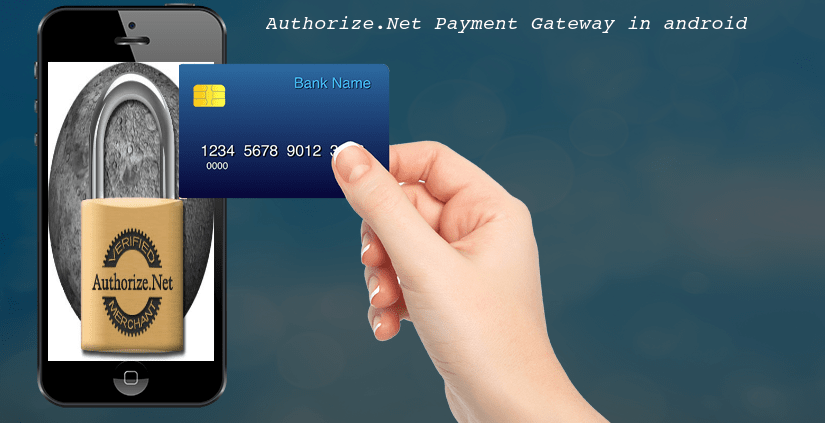 Authorize.Net Payment Gateway in android
Bank Name
1234 5678 9012
0000
VERIFIED
Authorize.Net
MERCHANT